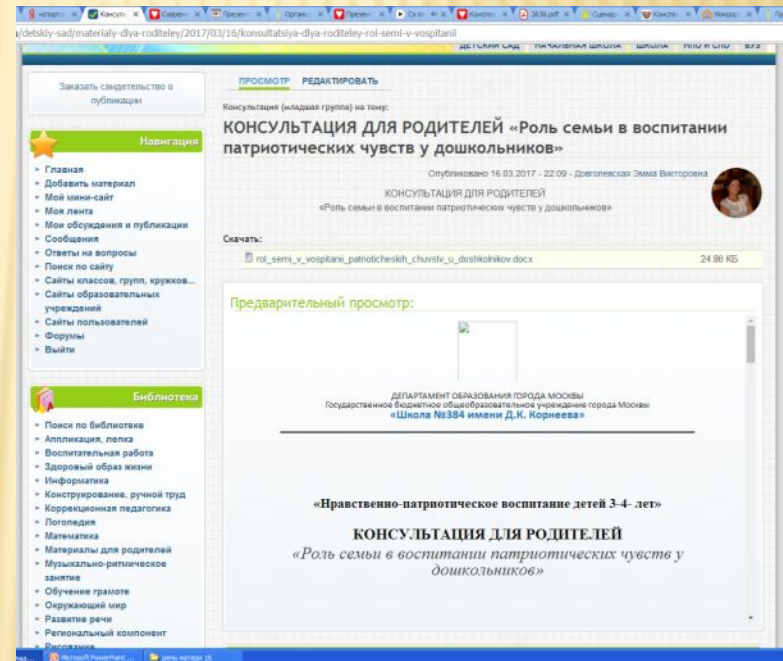 /detskiy-sad/materialy-dlya-roditeley/2017/03/16/konsultatsiya-dlya-roditeley-rol-semi-v-vospitanii
ДЕТСКИЙ САД НАЧАЛЬНАЯ ШКОЛА ШКОЛА НПО И СПО ВУЗ
Заказать свидетельство о
публикации
Навигация
Главная
Добавить материал
Мой мини-сайт
Моя лента
Мои обсуждения и публикации
Сообщения
Ответы на вопросы
Поиск по сайту
Сайты классов, групп, кружков...
Сайты образовательных
учреждений
Сайты пользователей
Форумы
Выйти
Библиотека
Поиск по библиотеке
Аппликация, лепка
Воспитательная работа
Здоровый образ жизни
Информатика
Конструирование, ручной труд
Коррекционная педагогика
Логопедия
Математика
Материалы для родителей
Музыкально-ритмическое
занятие
Обучение грамоте
Окружающий мир
Развитие речи
Региональный компонент
Рисование
ПРОСМОТР РЕДАКТИРОВАТЬ
Консультация (младшая группа) на тему:
КОНСУЛЬТАЦИЯ ДЛЯ РОДИТЕЛЕЙ «Роль семьи в воспитании
патриотических чувств у дошкольников»
Опубликовано 16.03.2017 - 22:09 - Довголевская Эмма Викторовна
КОНСУЛЬТАЦИЯ ДЛЯ РОДИТЕЛЕЙ
«Роль семьи в воспитании патриотических чувств у дошкольников»
Скачать:
rol_semi_v_vospitanii_patrioticheskih_chuvstv_u_doshkolnikov.docx 24.86 КБ
Предварительный просмотр:
ДЕПАРТАМЕНТ ОБРАЗОВАНИЯ ГОРОДА МОСКВЫ
Государственное бюджетное общеобразовательное учреждение города Москвы
«Школа №384 имени Д.К. Корнеева»
«Нравственно-патриотическое воспитание детей 3-4- лет»
КОНСУЛЬТАЦИЯ ДЛЯ РОДИТЕЛЕЙ
«Роль семьи в воспитании патриотических чувств у
дошкольников»
Microsoft PowerPoint ... день матери 16